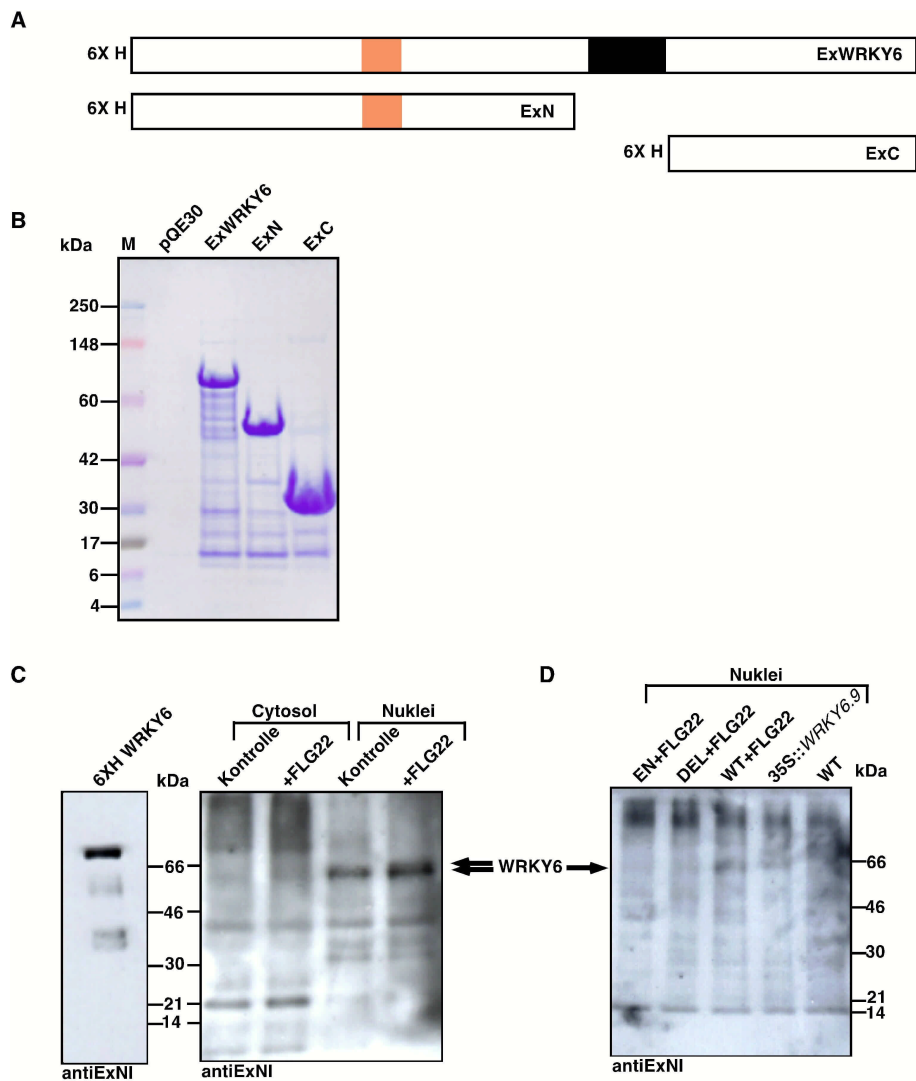 A
6X H
ExWRKY6
6X H
ExN
6X H
ExC
B
kDa
M
pQE30
ExWRKY6
ExN
ExC
250
148
60
42
30
17
6
4
C
6XH WRKY6
kDa
Cytosol
Nuklei
Kontrolle
+FLG22
Kontrolle
+FLG22
66
46
30
21
14
WRKY6
antiExNI
antiExNI
D
Nuklei
EN+FLG22
DEL+FLG22
WT+FLG22
35S::WRKY6.9
WT
kDa
66
46
30
21
14
antiExNI